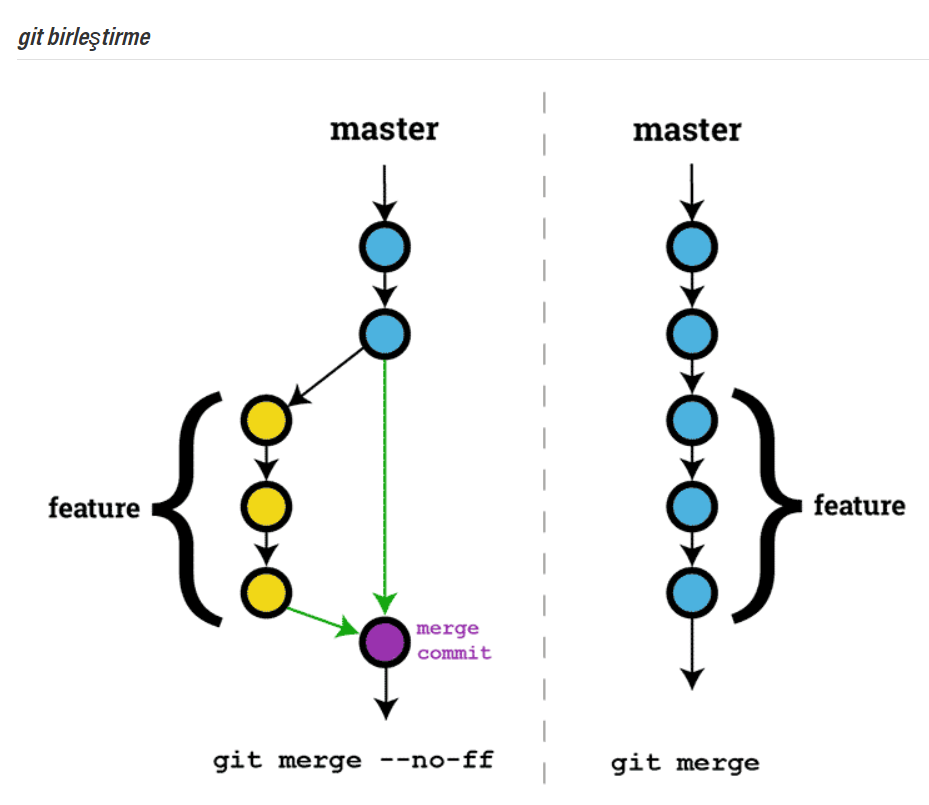 git birleştirme
master
master
feature
feature
merge
commit
git merge --no-ff
git merge